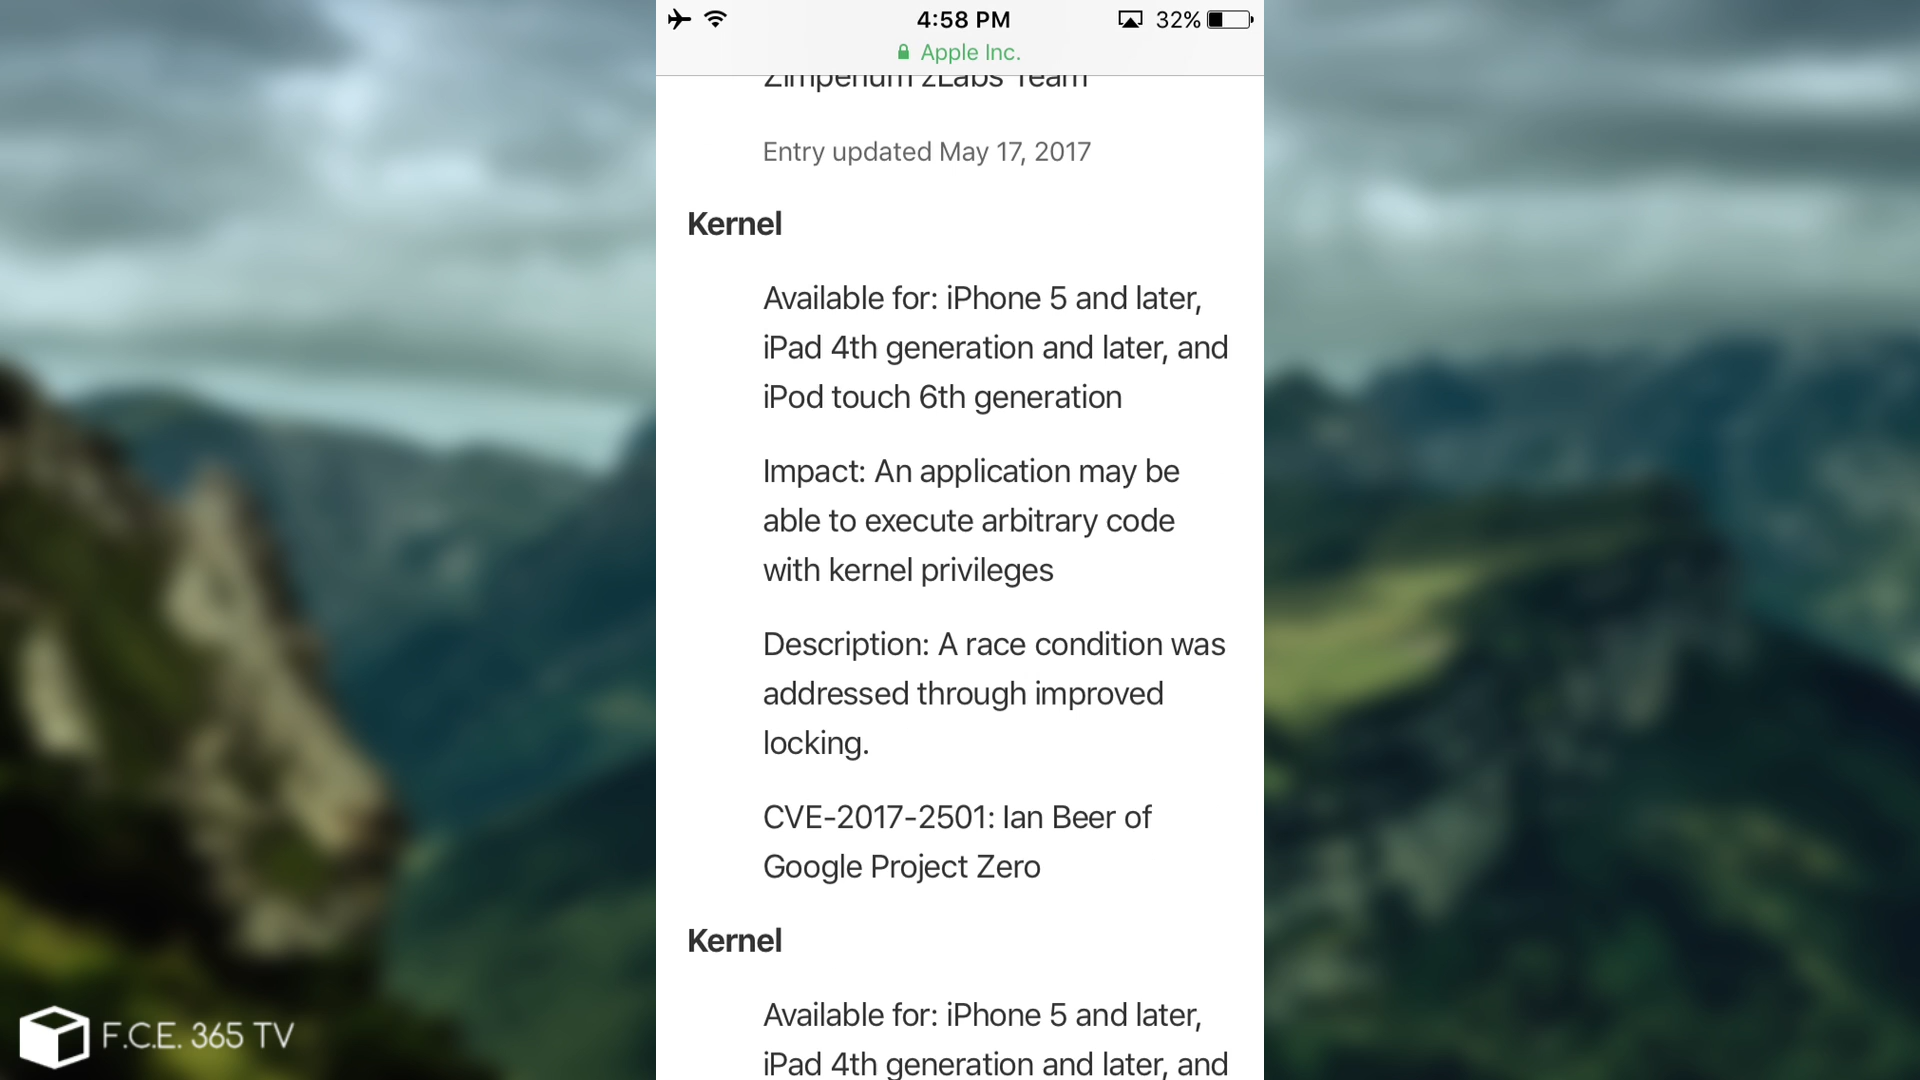 4:58 PM
32%
Apple Inc.
Zimperium zLabs Team
Entry updated May 17, 2017
Kernel
Available for: iPhone 5 and later,
iPad 4th generation and later, and
iPod touch 6th generation
Impact: An application may be
able to execute arbitrary code
with kernel privileges
Description: A race condition was
addressed through improved
locking.
CVE-2017-2501: Ian Beer of
Google Project Zero
Kernel
Available for: iPhone 5 and later,
iPad 4th generation and later, and
F.C.E. 365 TV